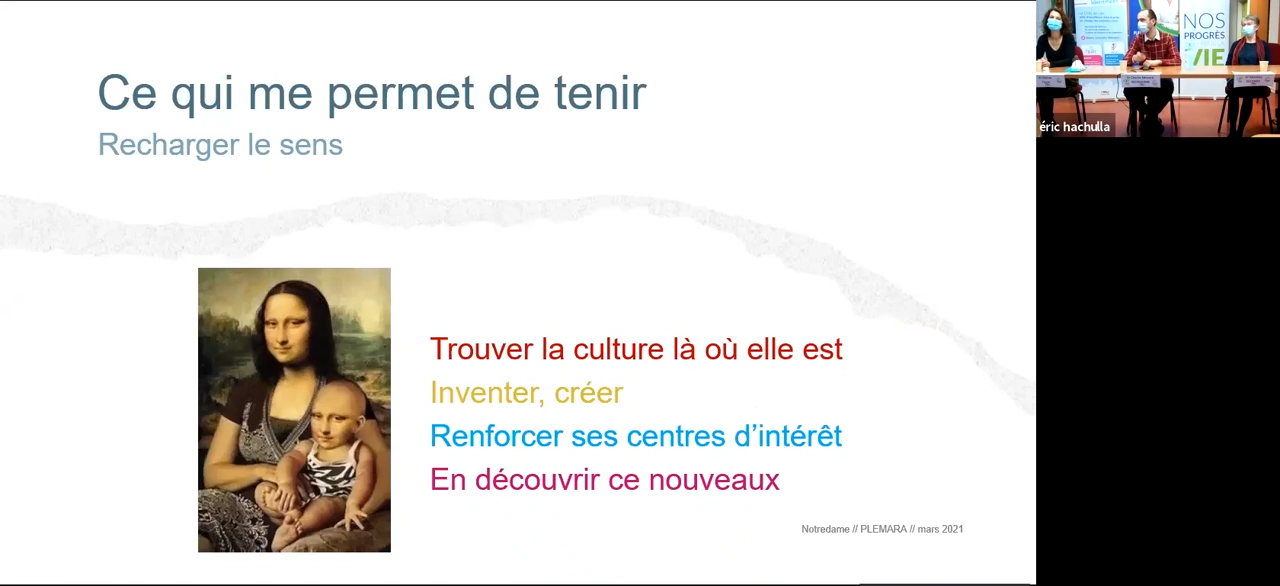 Ce qui me permet de tenir
Recharger le sens
Trouver la culture là où elle est
Inventer, créer
Renforcer ses centres d’intérêt
En découvrir ce nouveaux
Notredame // PLEMARA // mars 2021
NOS
PROGRÈS
/IE
éric hachulla